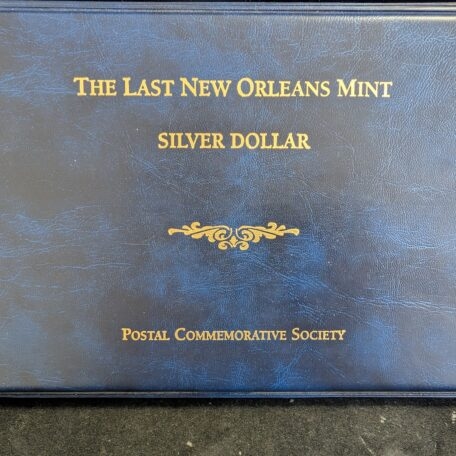 THE LAST NEW ORLEANS MINT
SILVER DOLLAR
POSTAL COMMEMORATIVE SOCIETY